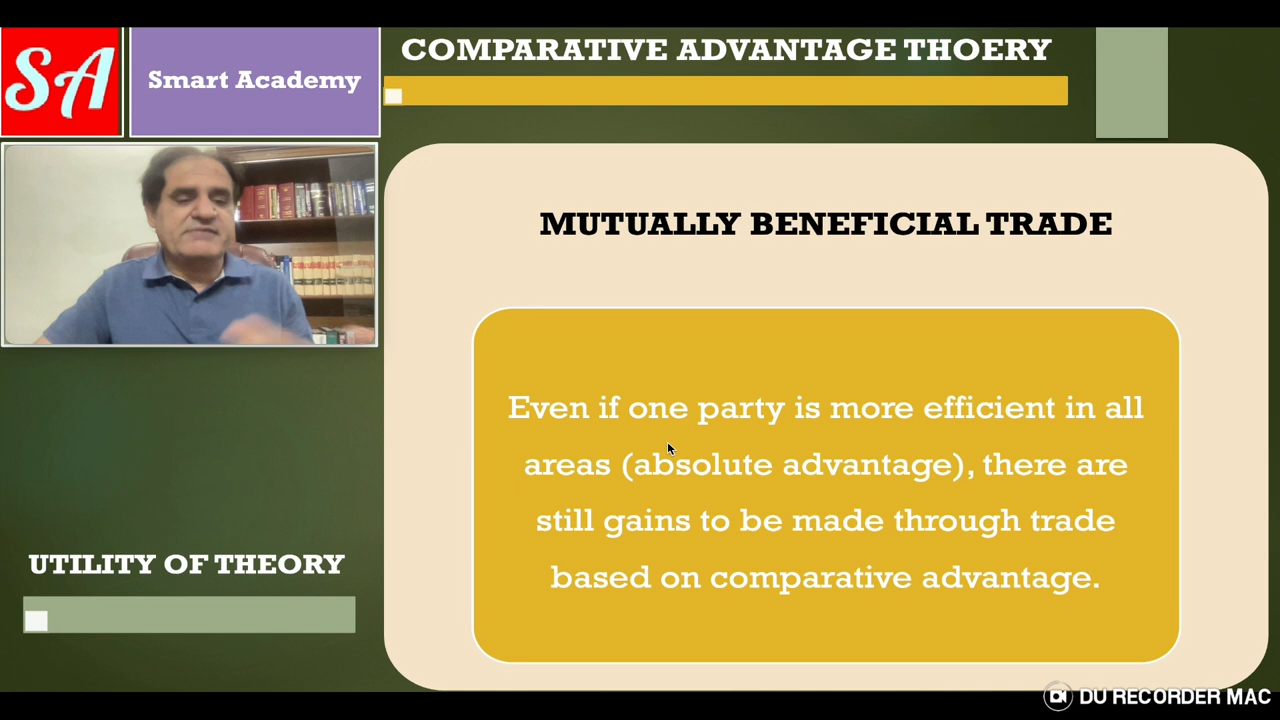 SA
Smart Academy
COMPARATIVE ADVANTAGE THOERY
MUTUALLY BENEFICIAL TRADE
Even if one party is more efficient in all
areas (absolute advantage), there are
still gains to be made through trade
based on comparative advantage.
UTILITY OF THEORY
DU RECORDER MAC